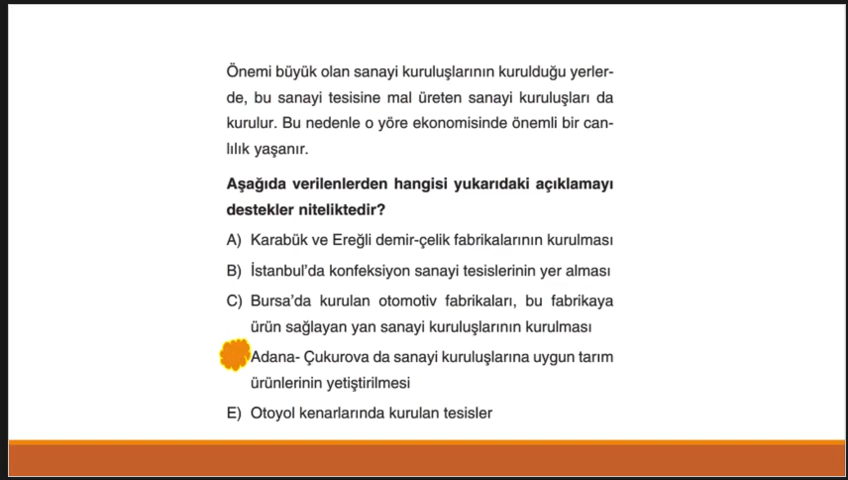 Önemi büyük olan sanayi kuruluşlarının kurulduğu yerler-
de, bu sanayi tesisine mal üreten sanayi kuruluşları da
kurulur. Bu nedenle o yöre ekonomisinde önemli bir can-
lılık yaşanır.
Aşağıda verilenlerden hangisi yukarıdaki açıklamayı
destekler niteliktedir?
A) Karabük ve Ereğli demir-çelik fabrikalarının kurulması
B) İstanbul'da konfeksiyon sanayi tesislerinin yer alması
C) Bursa'da kurulan otomotiv fabrikaları, bu fabrikaya
ürün sağlayan yan sanayi kuruluşlarının kurulması
Adana- Çukurova da sanayi kuruluşlarına uygun tarım
ürünlerinin yetiştirilmesi
E) Otoyol kenarlarında kurulan tesisler